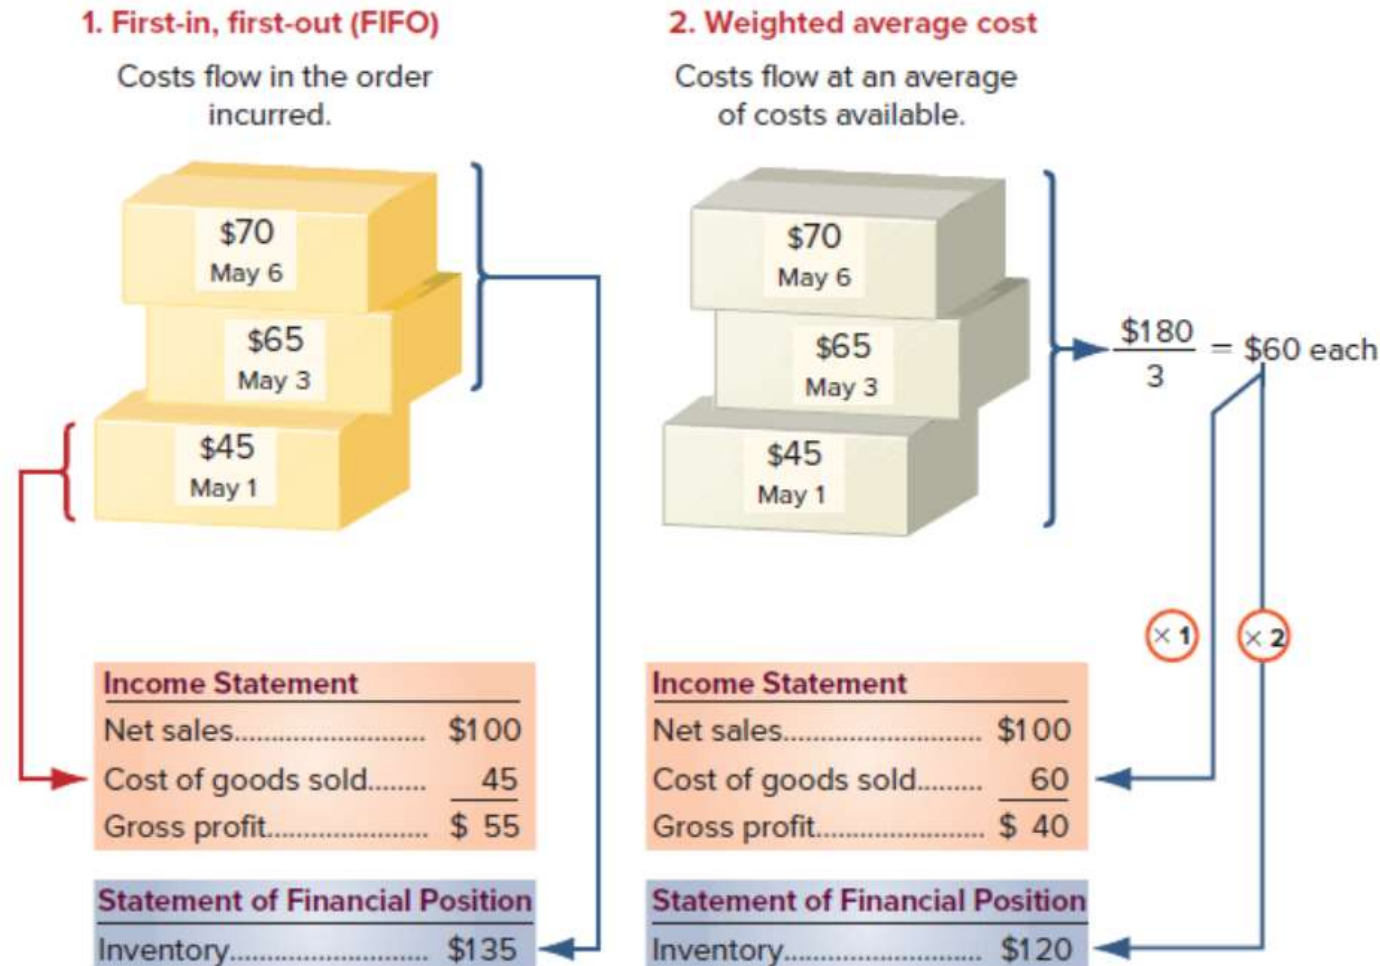 1. First-in, first-out (FIFO)
Costs flow in the order
incurred.
$70
May 6
$65
May 3
$45
May 1
Income Statement
Net sales.......................... $100
Cost of goods sold........ 45
Gross profit...................... $ 55
Statement of Financial Position
Inventory........................... $135
2. Weighted average cost
Costs flow at an average
of costs available.
$70
May 6
$65
May 3
$45
May 1
$180
3
= $60 each
× 1
× 2
Income Statement
Net sales........................... $100
Cost of goods sold......... 60
Gross profit....................... $ 40
Statement of Financial Position
Inventory........................... $120